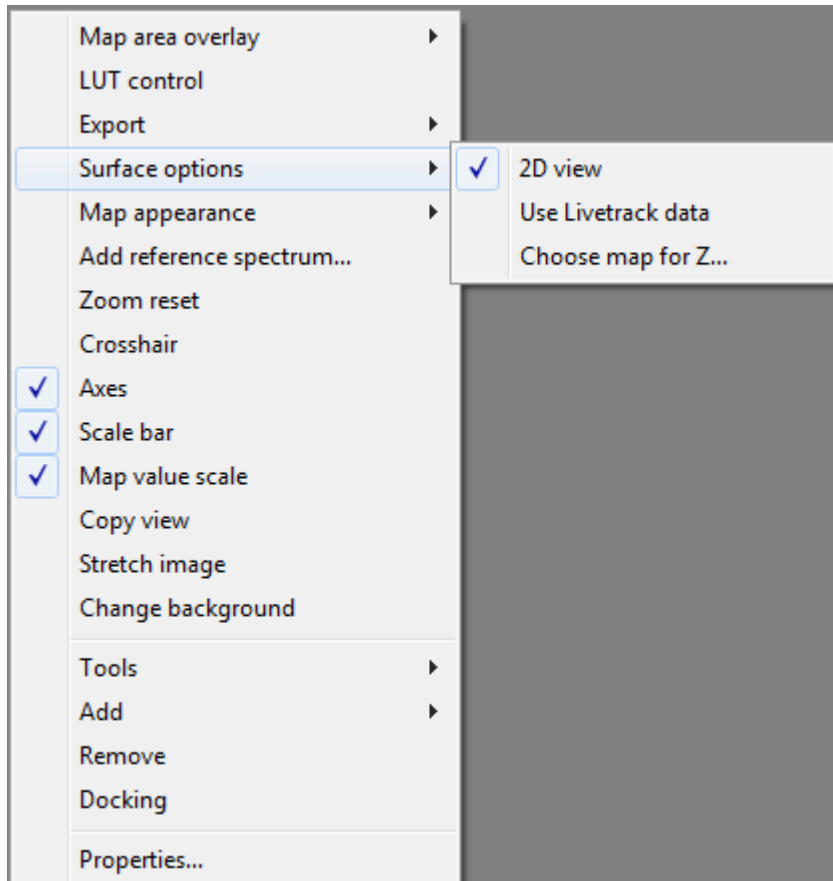 Map area overlay
LUT control
Export
Surface options
Map appearance
Add reference spectrum...
Zoom reset
Crosshair
Axes
Scale bar
Map value scale
Copy view
Stretch image
Change background
Tools
Add
Remove
Docking
Properties...
2D view
Use Livetrack data
Choose map for Z...